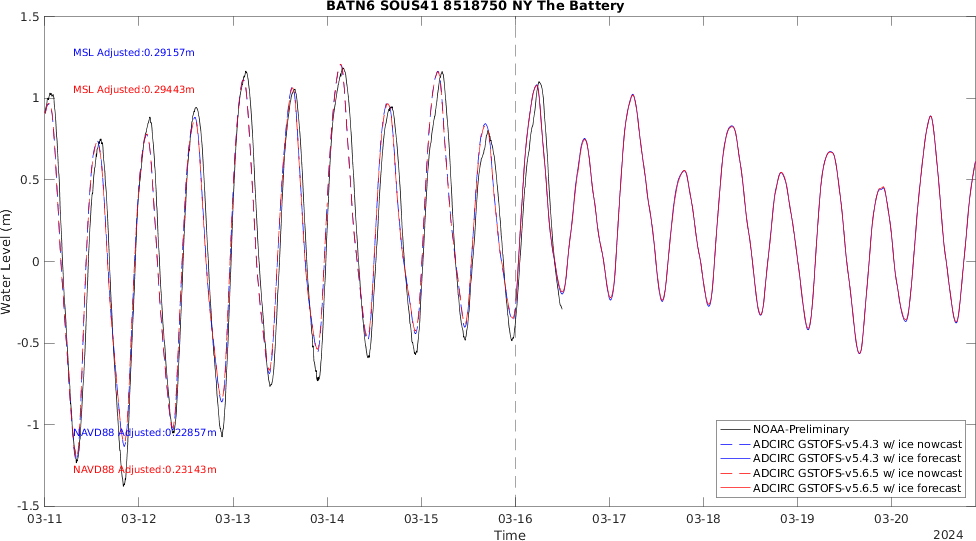 BATN6 SOUS41 8518750 NY The Battery
1.5
MSL Adjusted:0.29157m
MSL Adjusted:0.29443m
1
0.5
Water Level (m)
0
-0.5
-1
NAVD88 Adjusted:0.22857m
NAVD88 Adjusted:0.23143m
-1.5
NOAA-Preliminary
ADCIRC GSTOFS-v5.4.3 w/ ice nowcast
ADCIRC GSTOFS-v5.4.3 w/ ice forecast
ADCIRC GSTOFS-v5.6.5 w/ ice nowcast
ADCIRC GSTOFS-v5.6.5 w/ ice forecast
03-11 03-12 03-13 03-14 03-15 03-16 03-17 03-18 03-19 03-20
Time
2024